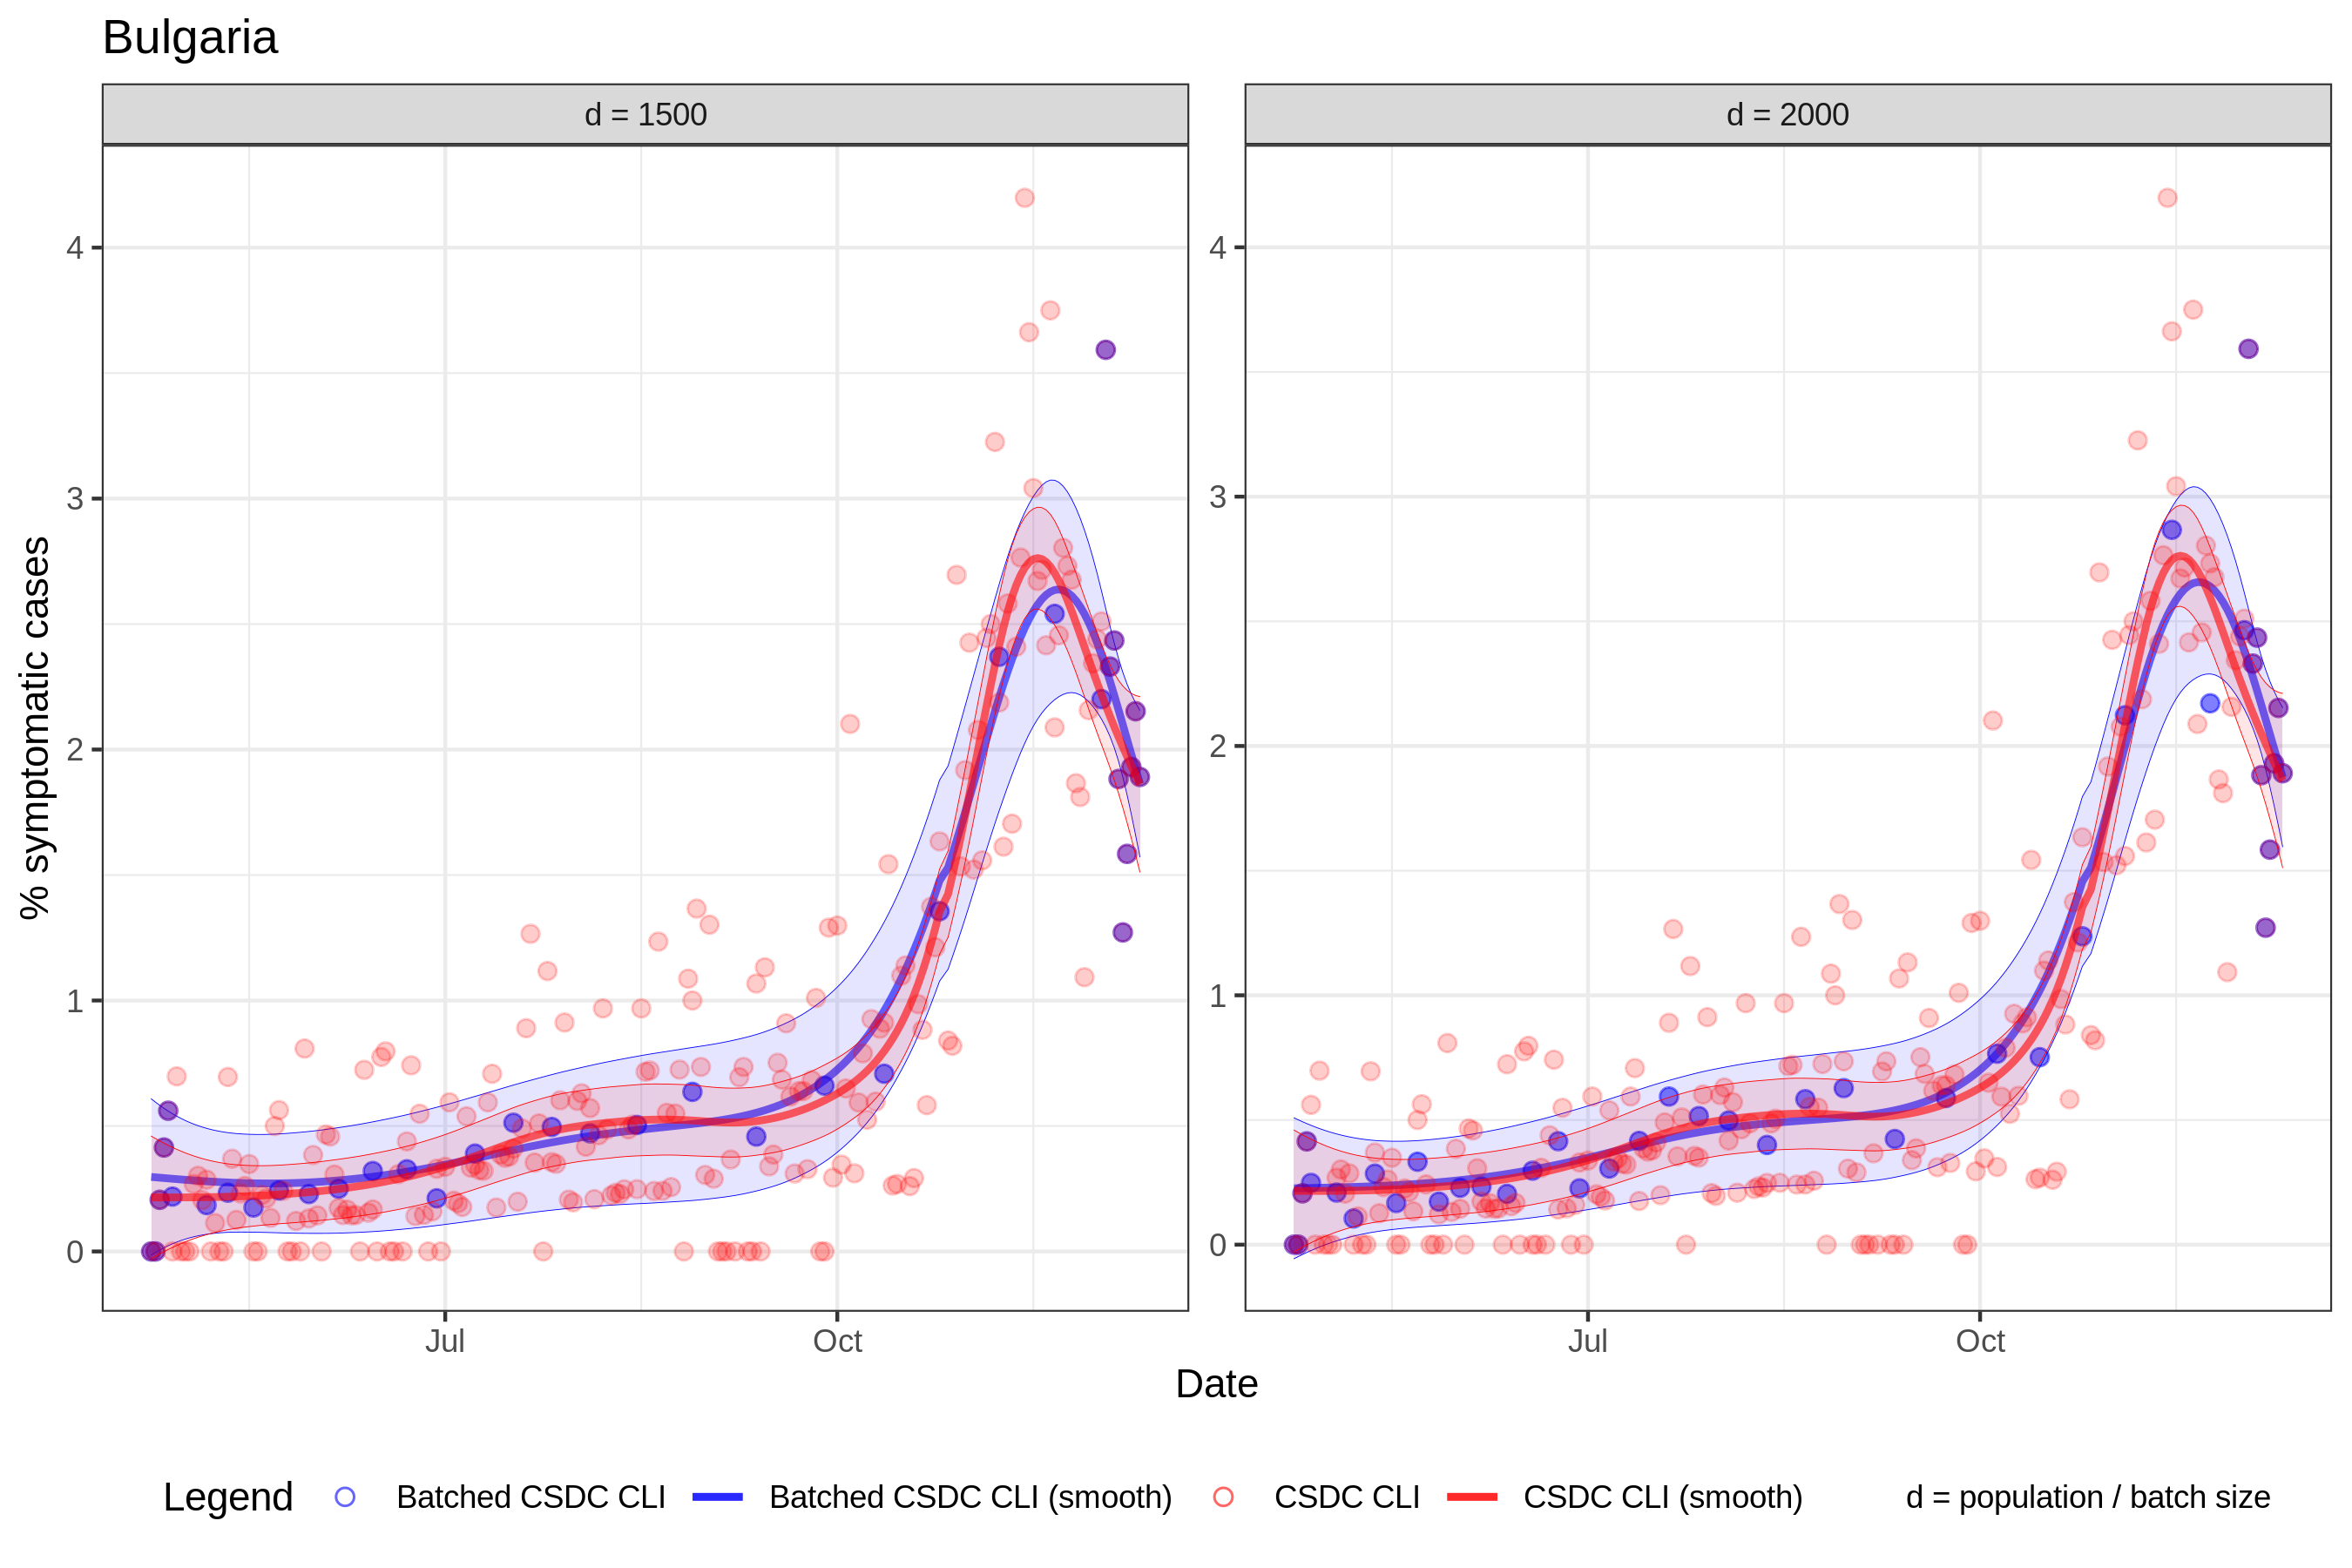 Bulgaria
d = 1500
d = 2000
% symptomatic cases
4
3
2
1
0
4
3
2
1
0
Jul
Oct
Jul
Oct
Date
Legend
Batched CSDC CLI
Batched CSDC CLI (smooth)
CSDC CLI
CSDC CLI (smooth)
d = population / batch size